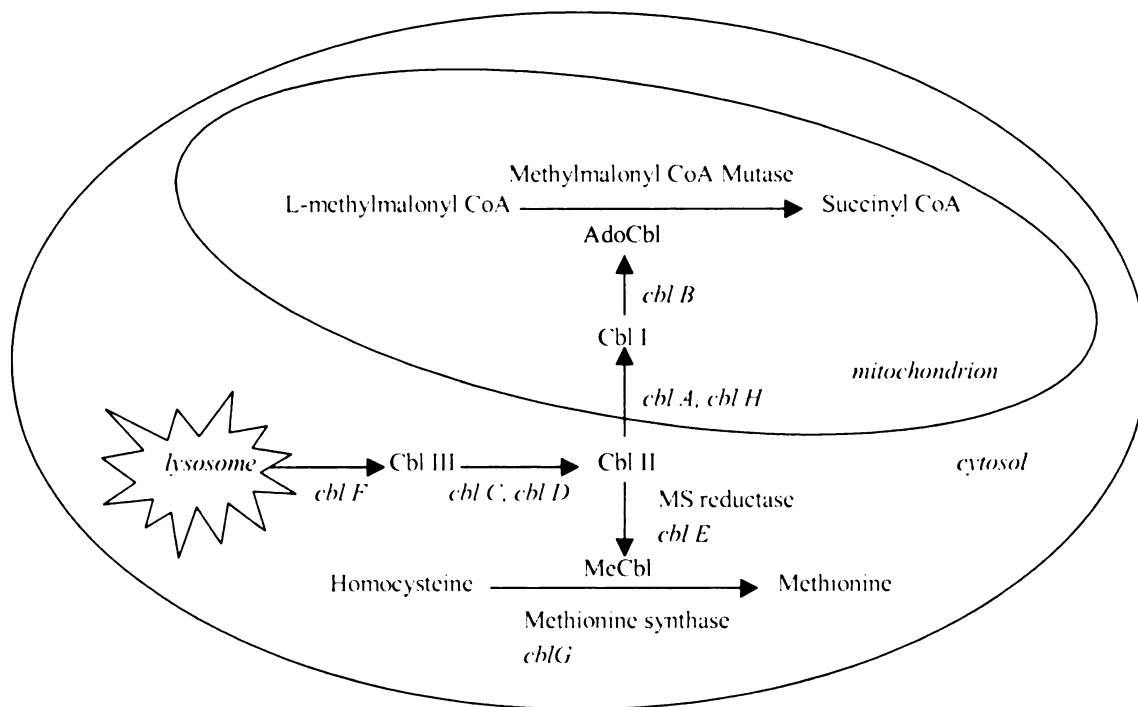 Methylmalonyl CoA Mutase
L-methylmalonyl CoA
Succinyl CoA
AdoCbl
cbl B
Cbl I
mitochondrion
cbl A, cbl H
lysosome
Cbl III
Cbl II
cytosol
cbl F
cbl C, cbl D
MS reductase
cbl E
MeCbl
Homocysteine
Methionine
Methionine synthase
cblG